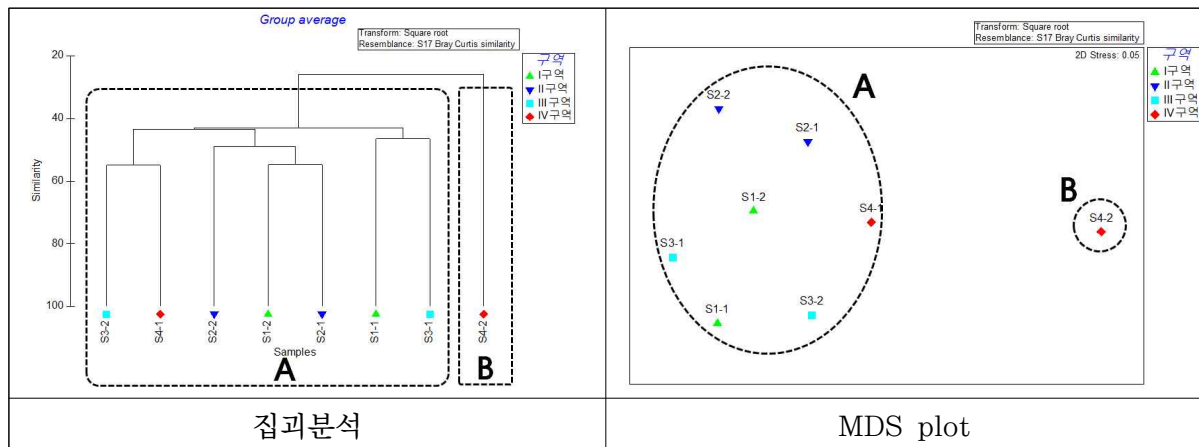 Group average
Transform: Square root
Resemblance: S17 Bray Curtis similarity
구역
I구역
II구역
III구역
IV구역
20
40
60
80
100
Similarity
S3-2
S4-1
S2-2
S1-2
S2-1
S1-1
S3-1
S4-2
Samples
A
B
집괴분석
Transform: Square root
Resemblance: S17 Bray Curtis similarity
2D Stress: 0.05
구역
I구역
II구역
III구역
IV구역
A
S2-2
S2-1
S1-2
S4-1
B
S4-2
S3-1
S1-1
S3-2
MDS plot